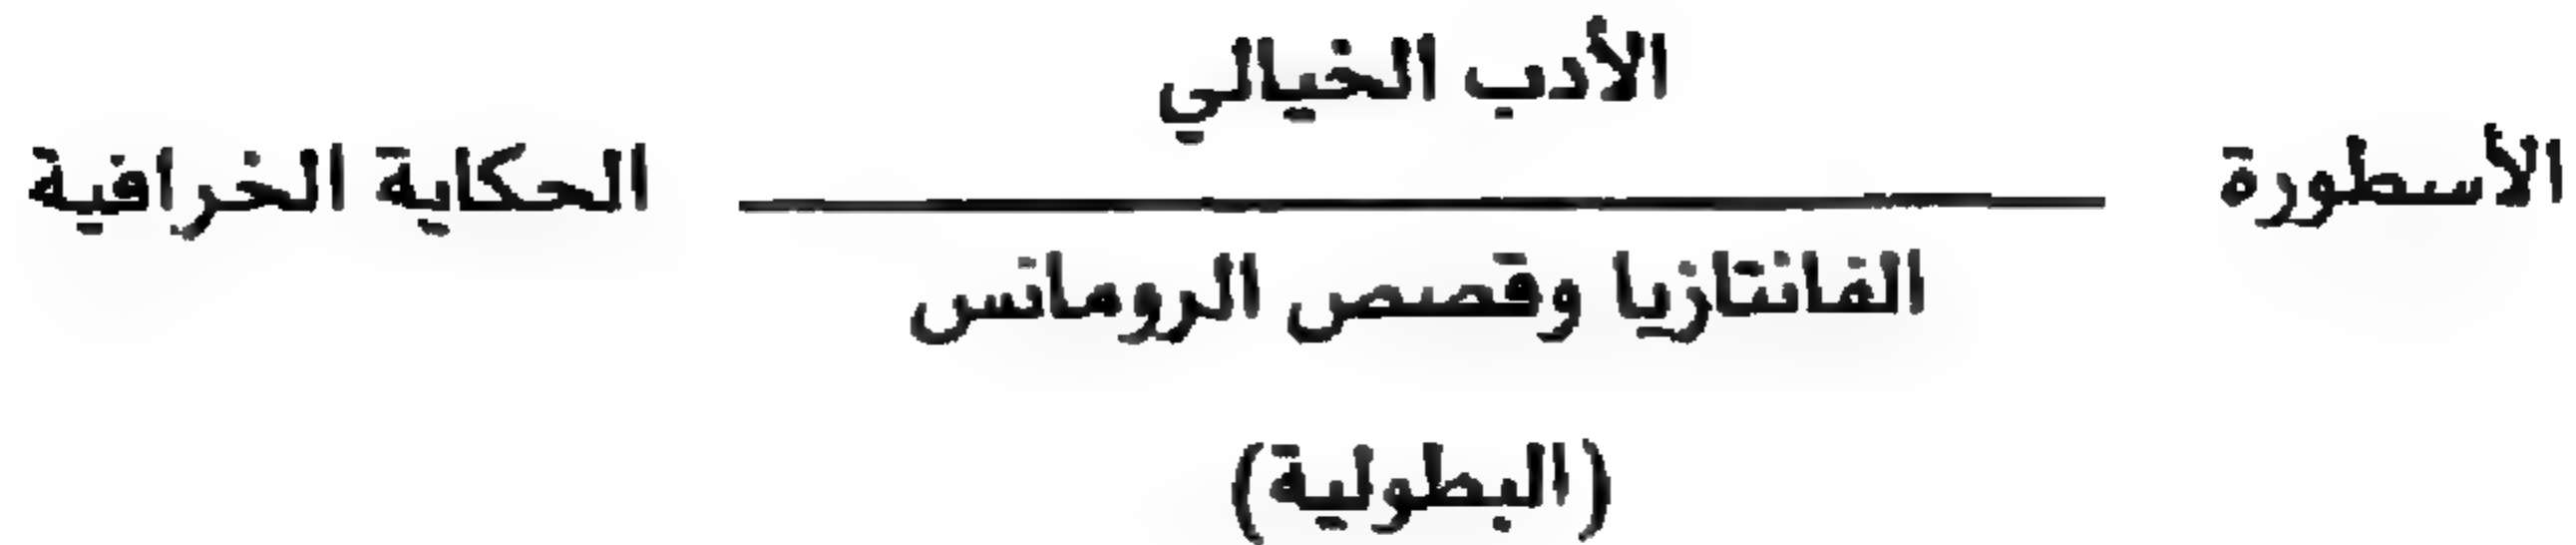 الأدب الخيالي
الأسطورة
الحكاية الخرافية
الفانتازيا وقصص الرومانس
(البطولية)